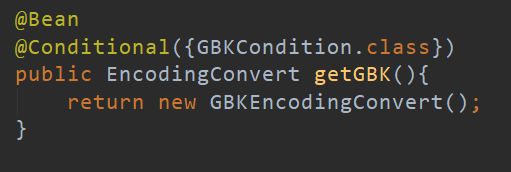 @Bean
@Conditional({GBKCondition.class})
public EncodingConvert getGBK(){
    return new GBKEncodingConvert();
}